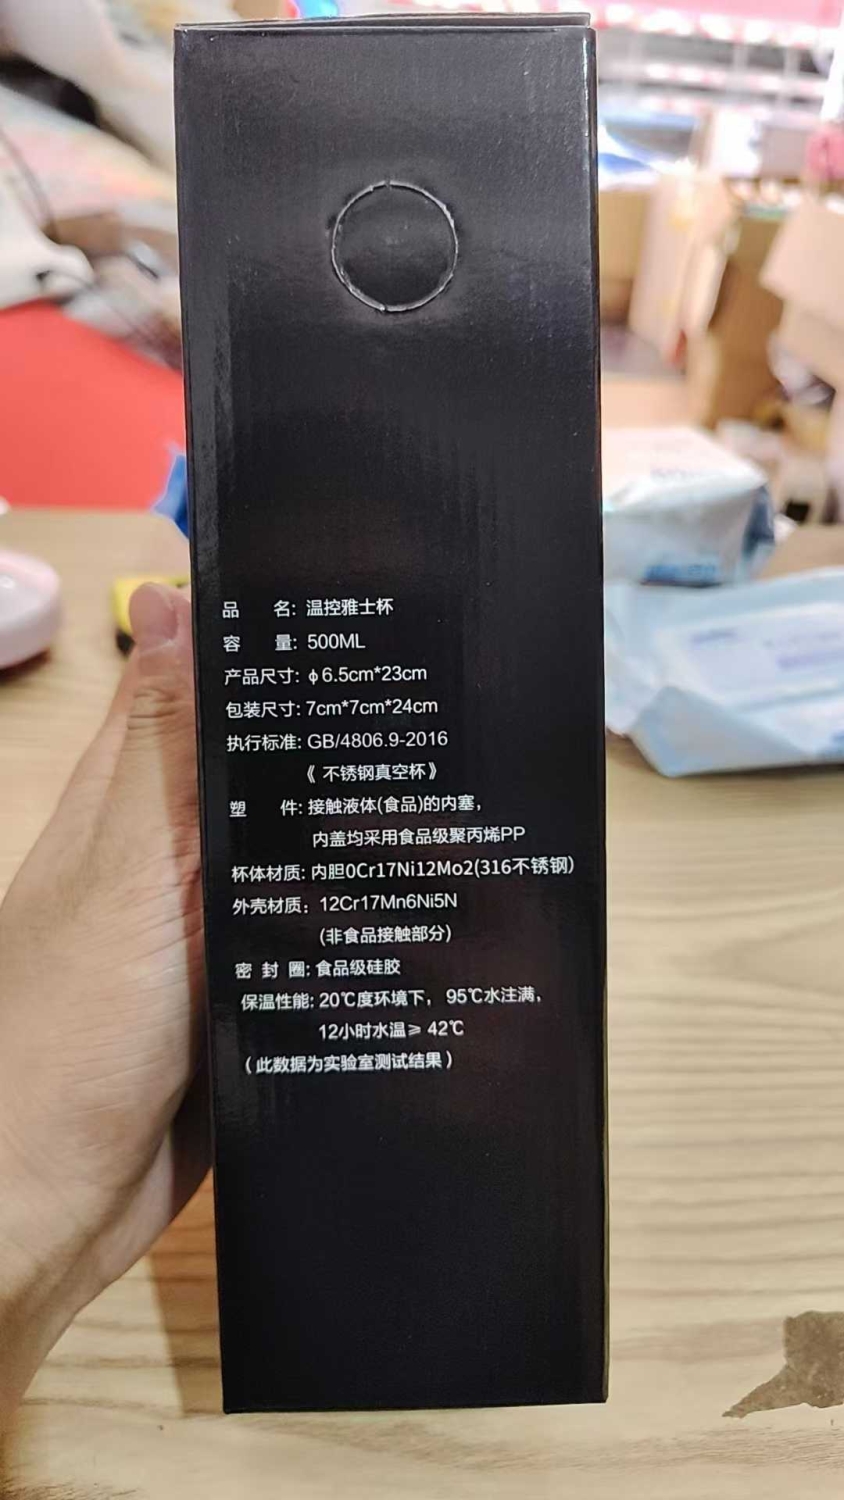 品 名: 温控雅士杯
容 量: 500ML
产品尺寸: ϕ6.5cm*23cm
包装尺寸: 7cm*7cm*24cm
执行标准: GB/4806.9-2016
《 不锈钢真空杯》
塑 件: 接触液体(食品)的内塞，
内盖均采用食品级聚丙烯PP
杯体材质: 内胆0Cr17Ni12Mo2(316不锈钢)
外壳材质： 12Cr17Mn6Ni5N
(非食品接触部分)
密 封 圈: 食品级硅胶
保温性能: 20℃度环境下， 95℃水注满，
12小时水温≥ 42℃
（此数据为实验室测试结果）